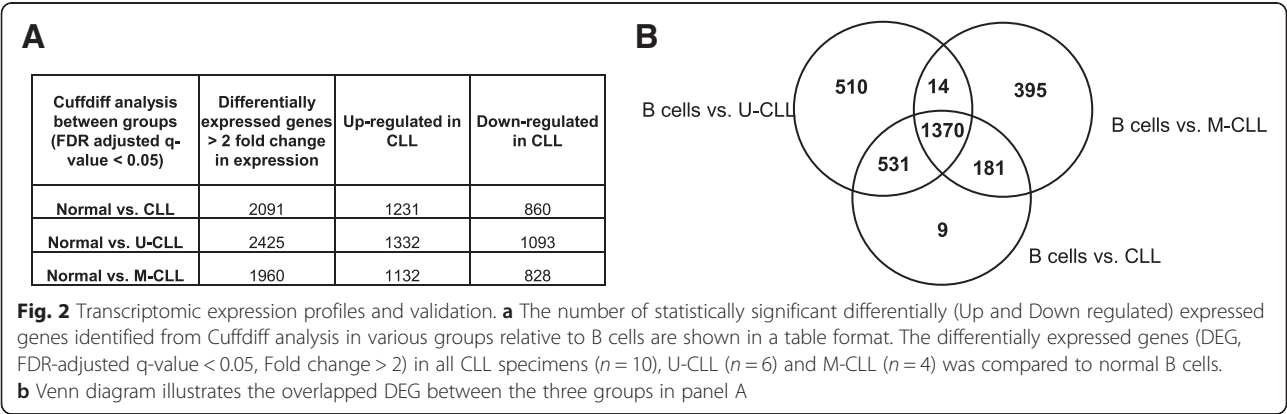 A
Cuffdiff analysis
between groups
(FDR adjusted q-
value < 0.05)
Differentially
expressed genes
> 2 fold change
in expression
Up-regulated in
CLL
Down-regulated
in CLL
Normal vs. CLL 2091 1231 860
Normal vs. U-CLL 2425 1332 1093
Normal vs. M-CLL 1960 1132 828
B
510 14 395
B cells vs. U-CLL
1370
B cells vs. M-CLL
531 181
9
B cells vs. CLL
Fig. 2 Transcriptomic expression profiles and validation. a The number of statistically significant differentially (Up and Down regulated) expressed
genes identified from Cuffdiff analysis in various groups relative to B cells are shown in a table format. The differentially expressed genes (DEG,
FDR-adjusted q-value < 0.05, Fold change > 2) in all CLL specimens (n = 10), U-CLL (n = 6) and M-CLL (n = 4) was compared to normal B cells.
b Venn diagram illustrates the overlapped DEG between the three groups in panel A